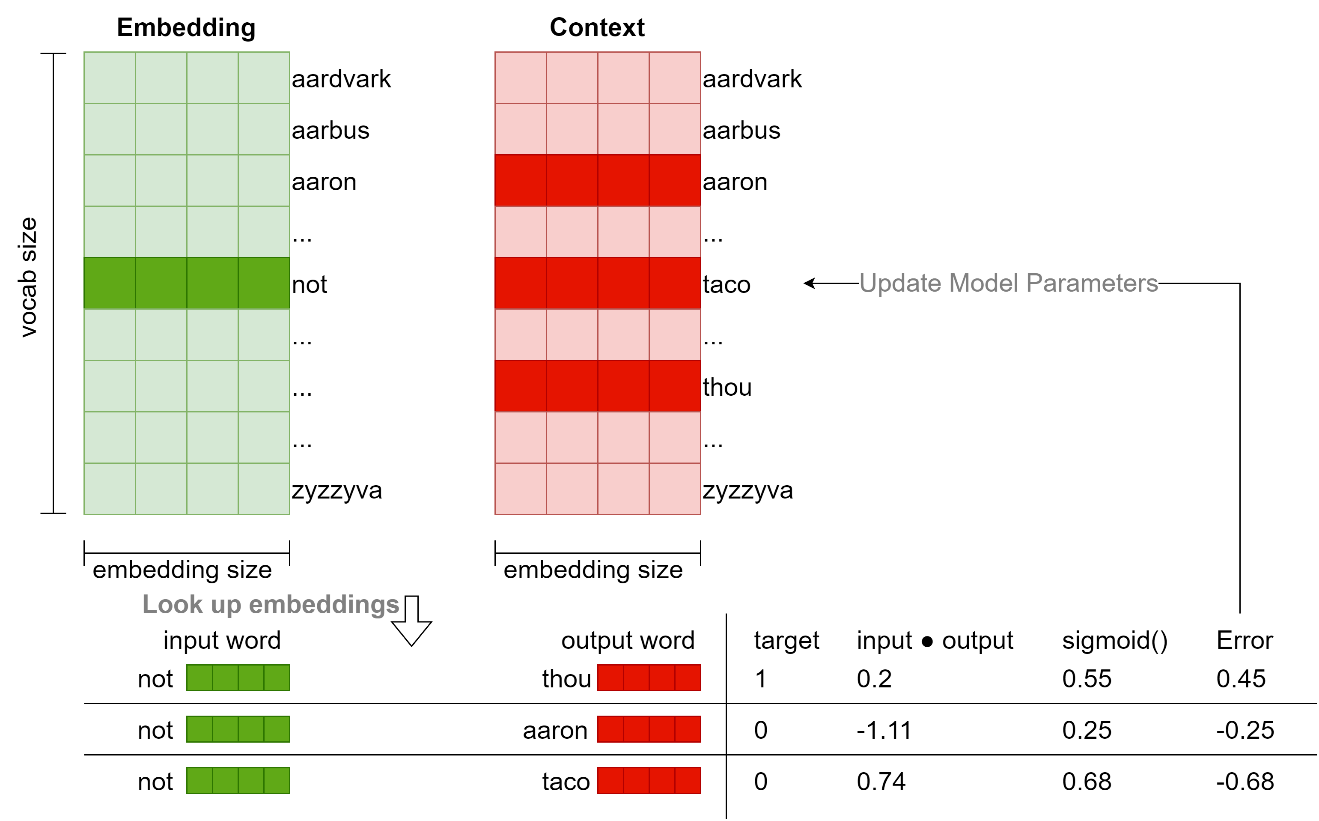 Embedding
Context
aardvark
aarbus
aaron
...
not
...
...
...
zyzzyva
aardvark
aarbus
aaron
...
taco
...
thou
...
zyzzyva
vocab size
Update Model Parameters
embedding size
embedding size
Look up embeddings
input word output word target input ● output sigmoid() Error
not thou 1 0.2 0.55 0.45
not aaron 0 -1.11 0.25 -0.25
not taco 0 0.74 0.68 -0.68